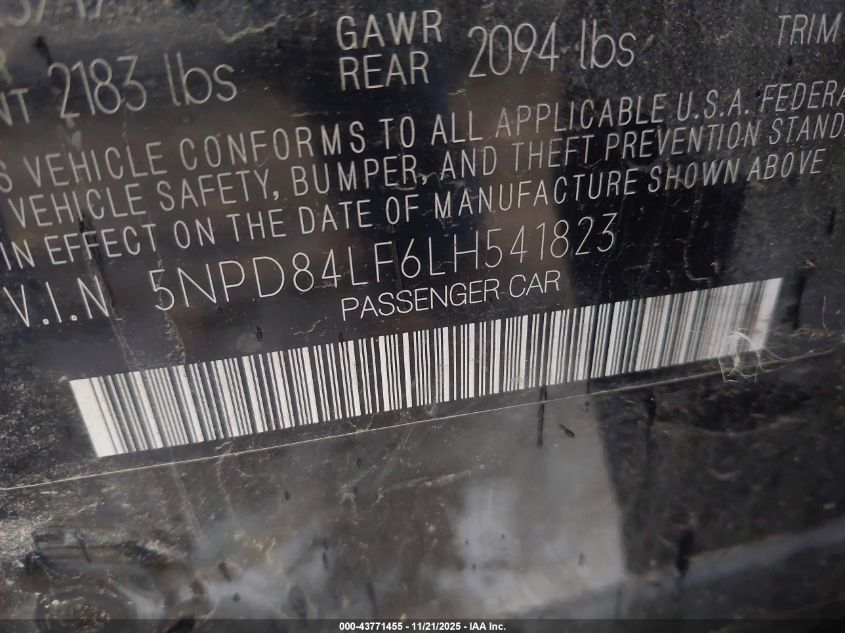 GAWR
REAR 2094 lbs
TRIM
NT 2183 lbs
S VEHICLE CONFORMS TO ALL APPLICABLE U.S.A. FEDERA
VEHICLE SAFETY, BUMPER, AND THEFT PREVENTION STAND
IN EFFECT ON THE DATE OF MANUFACTURE SHOWN ABOVE
V.I.N 5NPD84LF6LH541823
PASSENGER CAR
000-43771455 - 11/21/2025 - IAA Inc.